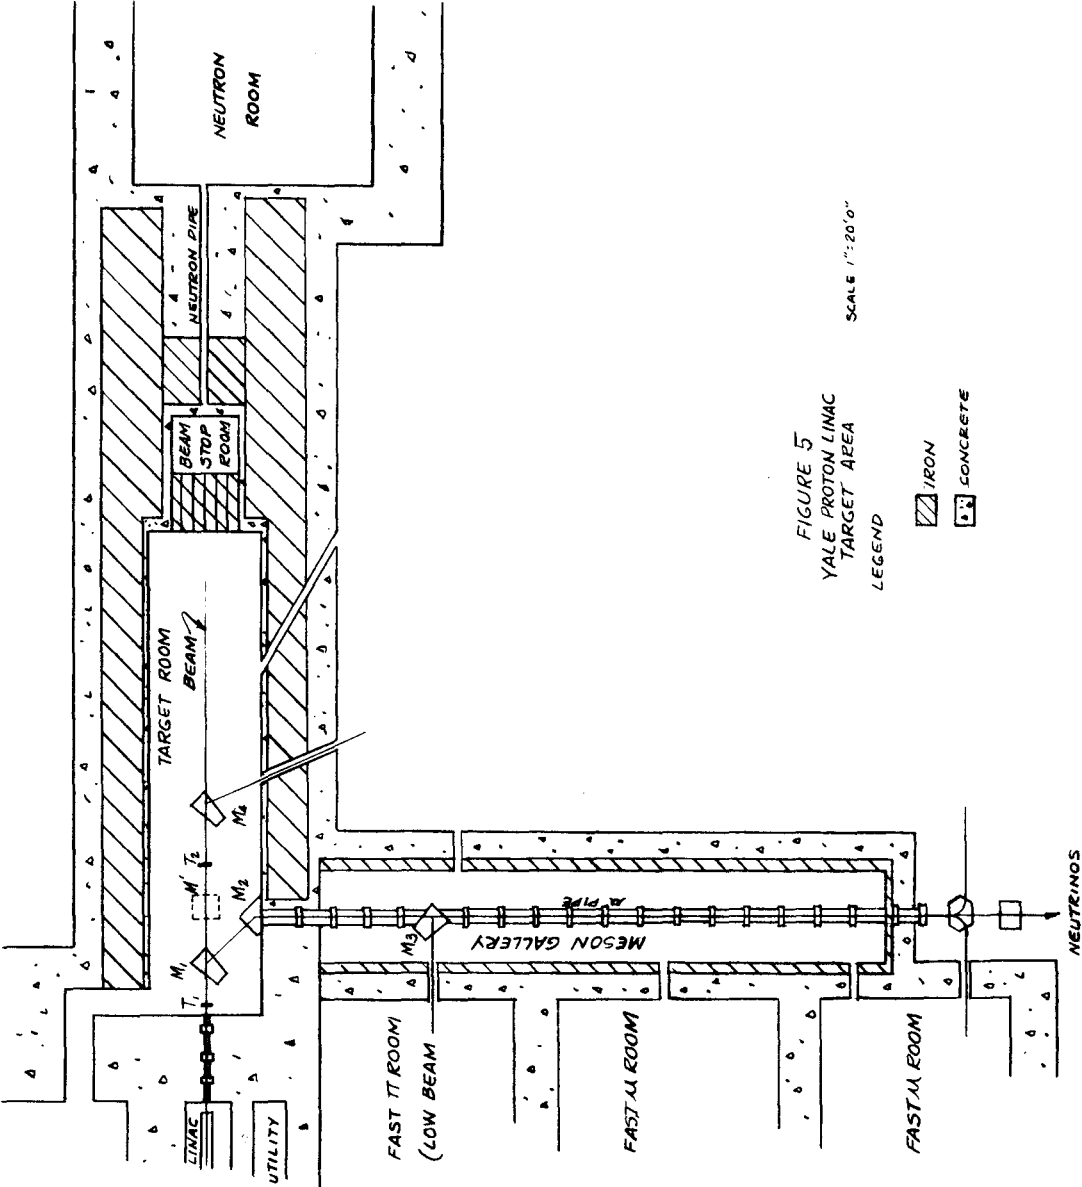 NEUTRON
ROOM
NEUTRON PIPE
BEAM
STOP
ROOM
TARGET ROOM
BEAM
M4
T2
M'
M2
M1
T1
M3
μ PIPE
MESON GALLERY
LINAC
UTILITY
FAST π ROOM
(LOW BEAM
FAST μ ROOM
FAST μ ROOM
NEUTRINOS
FIGURE 5
YALE PROTON LINAC
TARGET AREA
SCALE 1":20'0"
LEGEND
IRON
CONCRETE